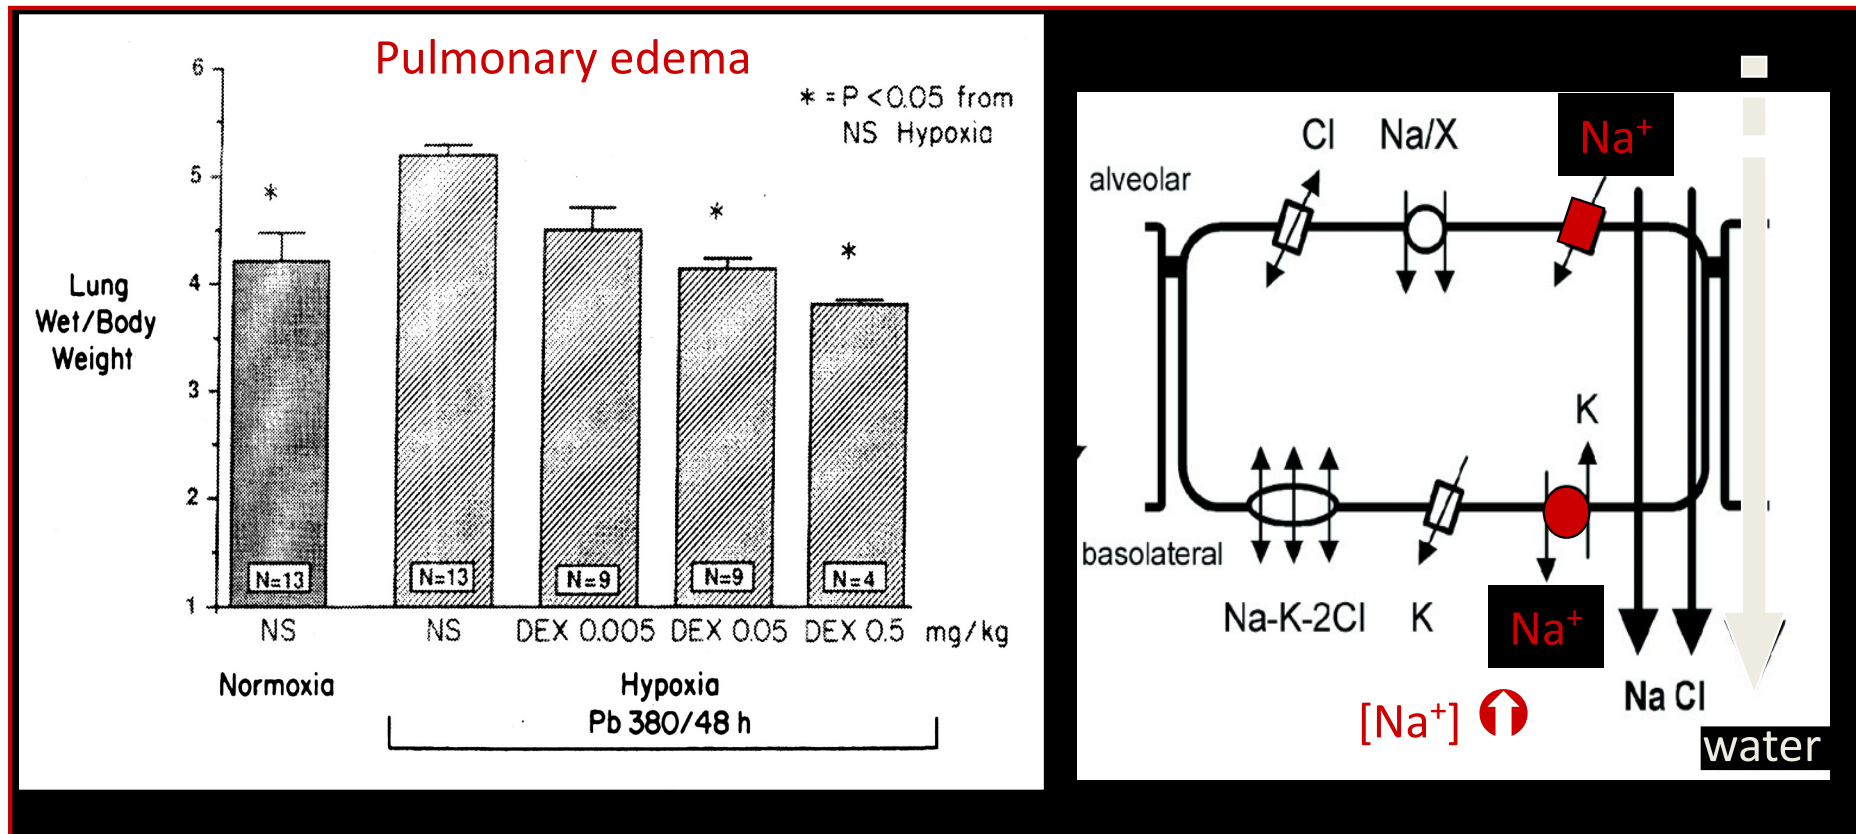 Pulmonary edema
* = P < 0.05 from
NS Hypoxia
6
5
4
3
2
1
Lung
Wet/Body
Weight
*
*
*
N=13
N=13
N=9
N=9
N=4
NS
NS
DEX 0.005
DEX 0.05
DEX 0.5
mg/kg
Normoxia
Hypoxia
Pb 380/48 h
Cl
Na/X
Na⁺
alveolar
K
basolateral
Na-K-2Cl
K
Na⁺
Na Cl
[Na⁺]
water